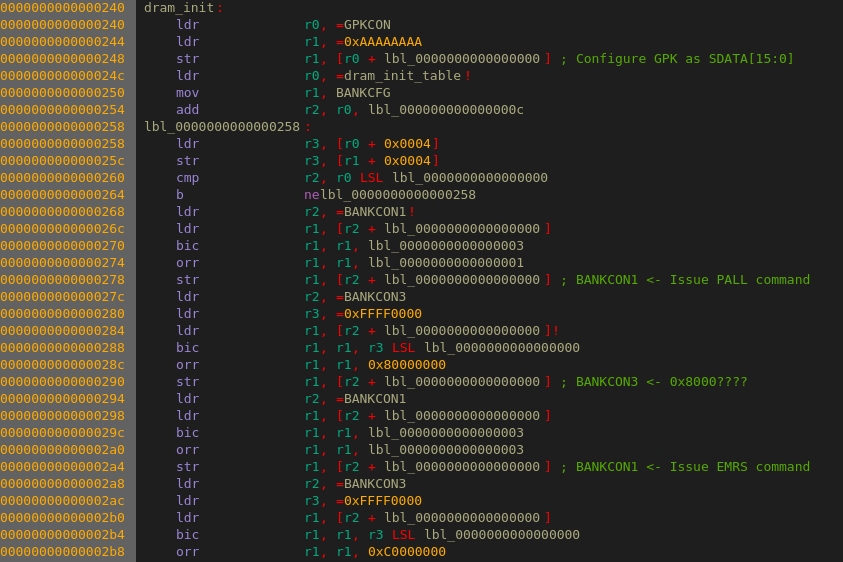 0000000000000240 dram_init:
0000000000000240 ldr r0, =GPKCON
0000000000000244 ldr r1, =0xAAAAAAAA
0000000000000248 str r1, [r0 + lbl_0000000000000000] ; Configure GPK as SDATA[15:0]
000000000000024c ldr r0, =dram_init_table!
0000000000000250 mov r1, BANKCFG
0000000000000254 add r2, r0, lbl_000000000000000c
0000000000000258 lbl_0000000000000258:
0000000000000258 ldr r3, [r0 + 0x0004]
000000000000025c str r3, [r1 + 0x0004]
0000000000000260 cmp r2, r0 LSL lbl_0000000000000000
0000000000000264 b nelbl_0000000000000258
0000000000000268 ldr r2, =BANKCON1!
000000000000026c ldr r1, [r2 + lbl_0000000000000000]
0000000000000270 bic r1, r1, lbl_0000000000000003
0000000000000274 orr r1, r1, lbl_0000000000000001
0000000000000278 str r1, [r2 + lbl_0000000000000000] ; BANKCON1 <- Issue PALL command
000000000000027c ldr r2, =BANKCON3
0000000000000280 ldr r3, =0xFFFF0000
0000000000000284 ldr r1, [r2 + lbl_0000000000000000]!
0000000000000288 bic r1, r1, r3 LSL lbl_0000000000000000
000000000000028c orr r1, r1, 0x80000000
0000000000000290 str r1, [r2 + lbl_0000000000000000] ; BANKCON3 <- 0x8000????
0000000000000294 ldr r2, =BANKCON1
0000000000000298 ldr r1, [r2 + lbl_0000000000000000]
000000000000029c bic r1, r1, lbl_0000000000000003
00000000000002a0 orr r1, r1, lbl_0000000000000003
00000000000002a4 str r1, [r2 + lbl_0000000000000000] ; BANKCON1 <- Issue EMRS command
00000000000002a8 ldr r2, =BANKCON3
00000000000002ac ldr r3, =0xFFFF0000
00000000000002b0 ldr r1, [r2 + lbl_0000000000000000]
00000000000002b4 bic r1, r1, r3 LSL lbl_0000000000000000
00000000000002b8 orr r1, r1, 0xC0000000